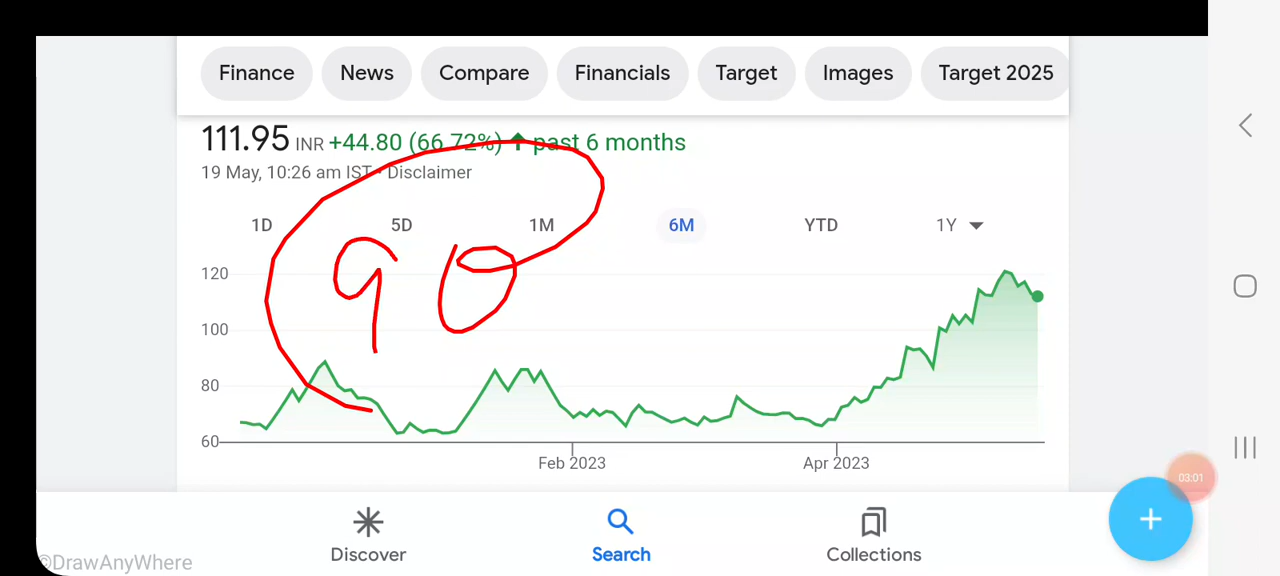 Finance News Compare Financials Target Images Target 2025
111.95 INR +44.80 (66.72%) ↑ past 6 months
19 May, 10:26 am IST • Disclaimer
1D 5D 1M 6M YTD 1Y
90
120
100
80
60
Feb 2023 Apr 2023
03:01
Discover Search Collections
©DrawAnyWhere